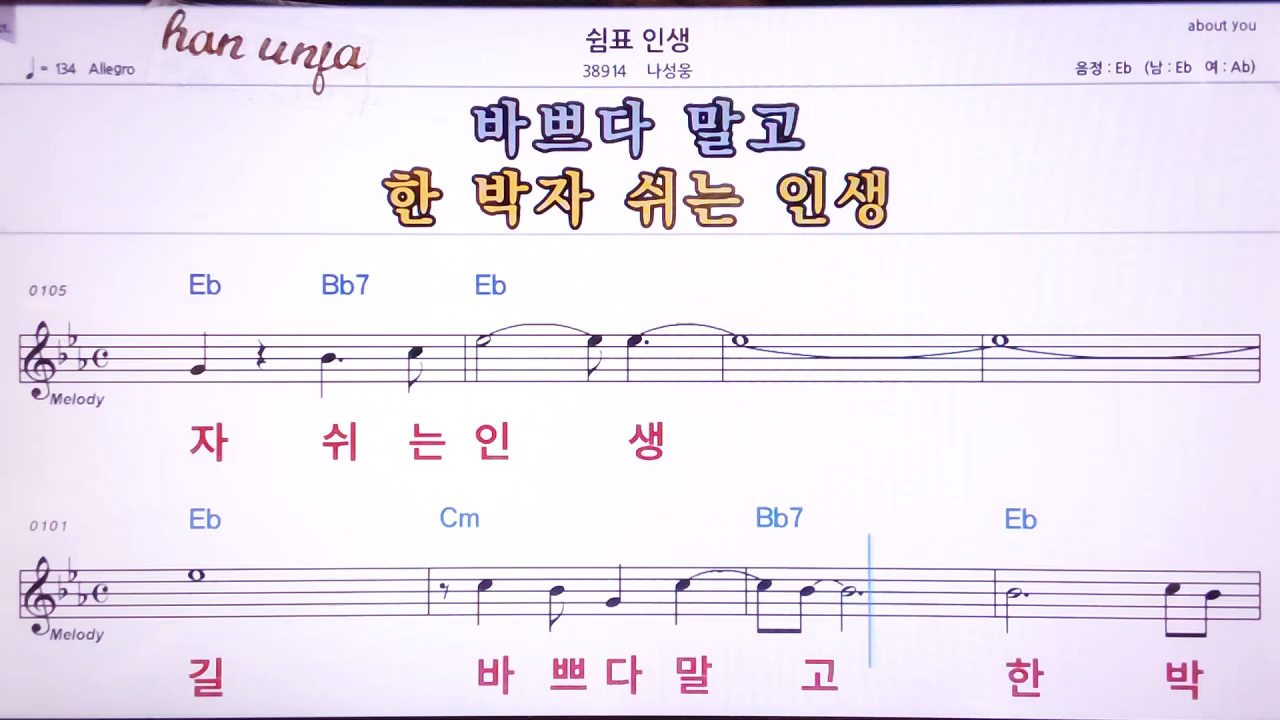 han unfa
쉼표 인생
about you
♩= 134 Allegro
38914 나성웅
음정 : Eb (남 : Eb 여 : Ab)
바쁘다 말고
한 박자 쉬는 인생
Eb Bb7 Eb
0105
Melody
자 쉬 는 인 생
Eb Cm Bb7 Eb
0101
Melody
길 바 쁘 다 말 고 한 박